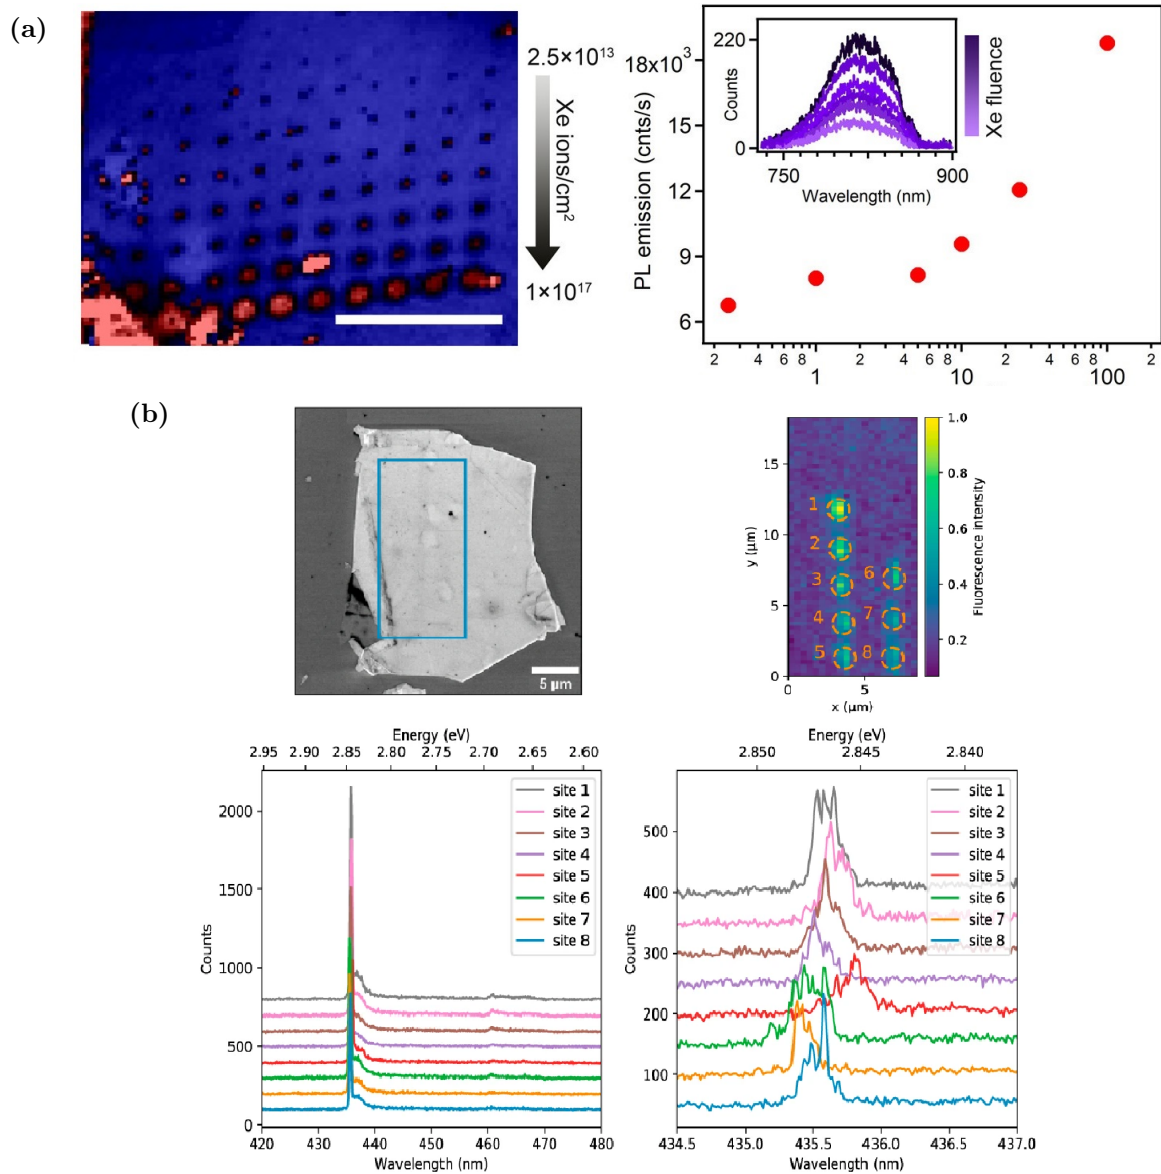 (a)
2.5×10¹³
Xe ions/cm²
1×10¹⁷
PL emission (cnts/s)
18x10³
15
12
9
6
2 4 6 8 2 4 6 8 2 4 6 8 2
1 10 100
Counts
220
0
750 900
Wavelength (nm)
Xe fluence
(b)
5 µm
y (µm)
15
10
5
0
0 5
x (µm)
1
2
3
4
5
6
7
8
1.0
0.8
0.6
0.4
0.2
Fluorescence intensity
Energy (eV)
2.95 2.90 2.85 2.80 2.75 2.70 2.65 2.60
Counts
2000
1500
1000
500
0
site 1
site 2
site 3
site 4
site 5
site 6
site 7
site 8
420 430 440 450 460 470 480
Wavelength (nm)
Energy (eV)
2.850 2.845 2.840
Counts
500
400
300
200
100
site 1
site 2
site 3
site 4
site 5
site 6
site 7
site 8
434.5 435.0 435.5 436.0 436.5 437.0
Wavelength (nm)